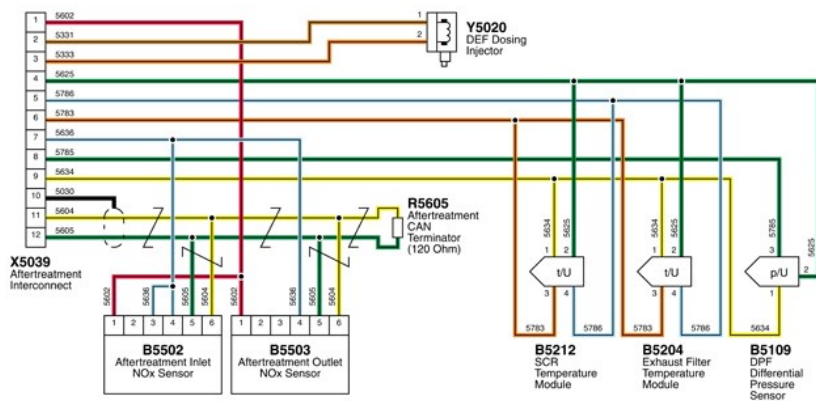 1 5602
2 5331
3 5333
4 5625
5 5786
6 5783
7 5636
8 5785
9 5634
10 5030
11 5604
12 5605
X5039
Aftertreatment
Interconnect
1
2
Y5020
DEF Dosing
Injector
R5605
Aftertreatment
CAN
Terminator
(120 Ohm)
5602 5636 5605 5604 5602 5636 5605 5604
1 2 3 4 5 6
1 2 3 4 5 6
B5502
Aftertreatment Inlet
NOx Sensor
B5503
Aftertreatment Outlet
NOx Sensor
5634 5625
1 2
t/U
3 4
5783 5786
B5212
SCR
Temperature
Module
5634 5625
1 2
t/U
3 4
5783 5786
B5204
Exhaust Filter
Temperature
Module
5785 5625
3
p/U 2
1
5634
B5109
DPF
Differential
Pressure
Sensor